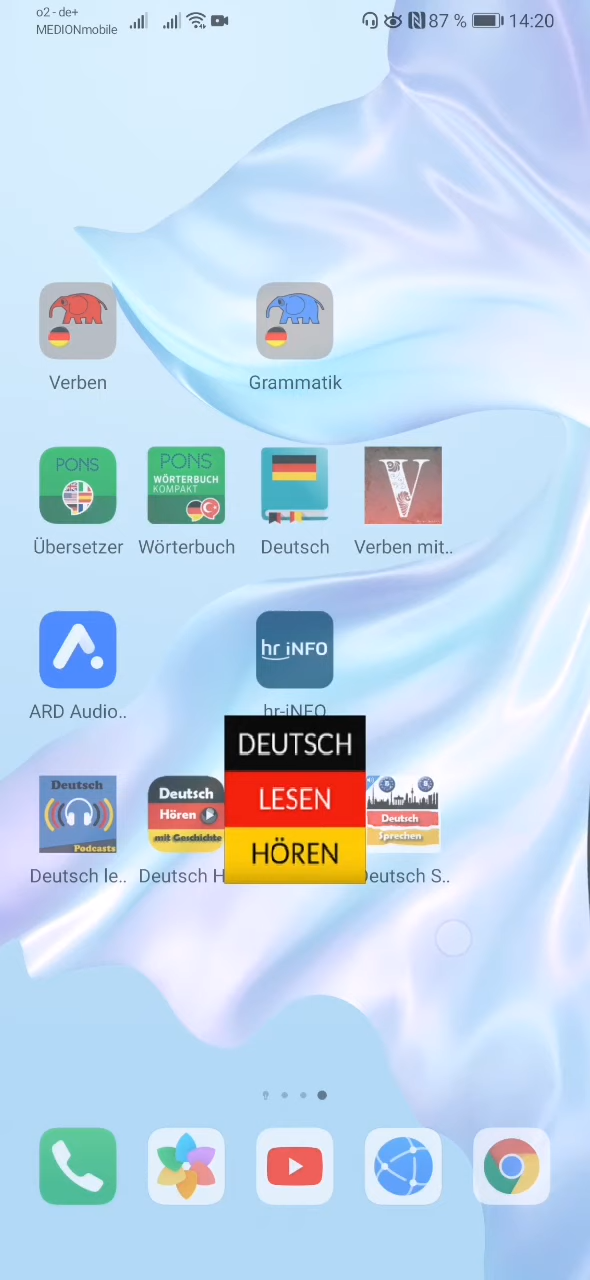 o2 - de+
MEDIONmobile
87 %
14:20
Verben
Grammatik
PONS
PONS
WÖRTERBUCH
KOMPAKT
V
Übersetzer
Wörterbuch
Deutsch
Verben mit..
hr iNFO
ARD Audio..
hr-iNFO
DEUTSCH
LESEN
HÖREN
Deutsch
Podcasts
Deutsch
Hören
mit Geschichte
Deutsch
Sprechen
Deutsch le..
Deutsch H
Deutsch S..